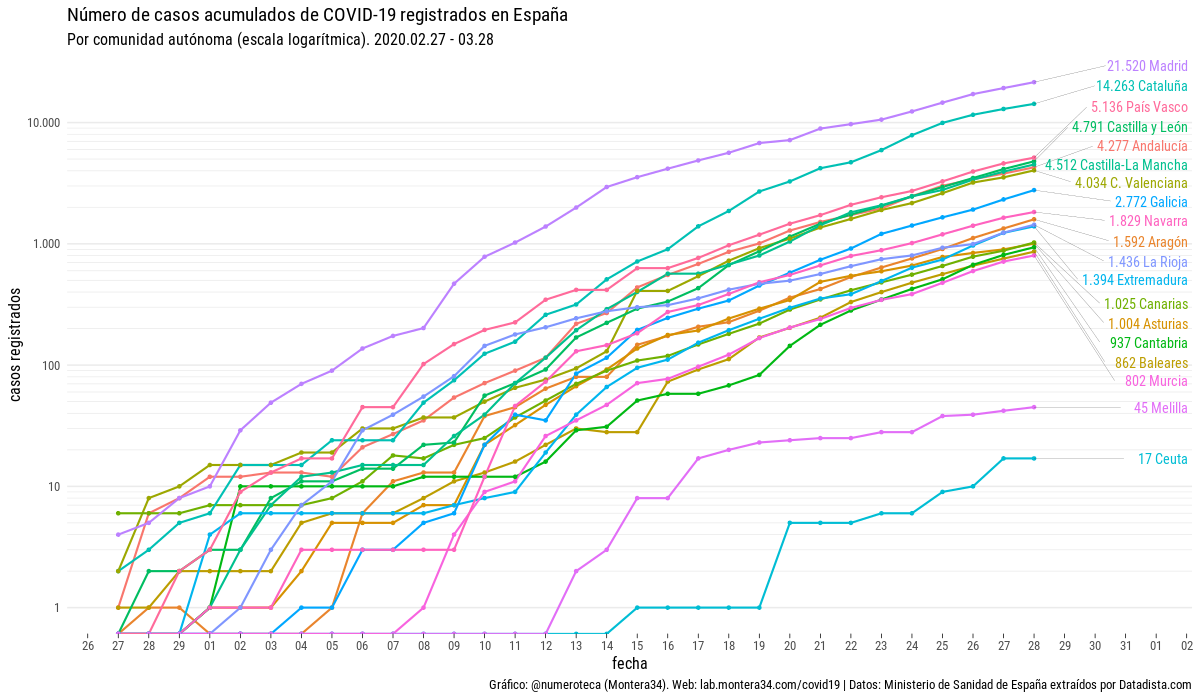 Número de casos acumulados de COVID-19 registrados en España
Por comunidad autónoma (escala logarítmica). 2020.02.27 - 03.28
casos registrados
10.000
1.000
100
10
1
21.520 Madrid
14.263 Cataluña
5.136 País Vasco
4.791 Castilla y León
4.277 Andalucía
4.512 Castilla-La Mancha
4.034 C. Valenciana
2.772 Galicia
1.829 Navarra
1.592 Aragón
1.436 La Rioja
1.394 Extremadura
1.025 Canarias
1.004 Asturias
937 Cantabria
862 Baleares
802 Murcia
45 Melilla
17 Ceuta
26 27 28 29 01 02 03 04 05 06 07 08 09 10 11 12 13 14 15 16 17 18 19 20 21 22 23 24 25 26 27 28 29 30 31 01 02
fecha
Gráfico: @numeroteca (Montera34). Web: lab.montera34.com/covid19 | Datos: Ministerio de Sanidad de España extraídos por Datadista.com